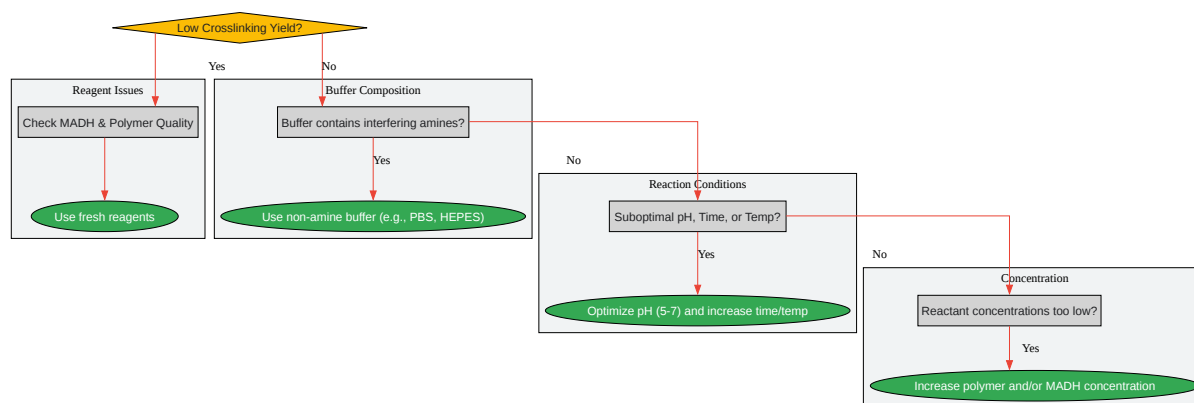 Low Crosslinking Yield?
Yes
No
Reagent Issues
Buffer Composition
Check MADH & Polymer Quality
Buffer contains interfering amines?
Yes
No
Reaction Conditions
Use fresh reagents
Use non-amine buffer (e.g., PBS, HEPES)
Suboptimal pH, Time, or Temp?
Yes
No
Concentration
Optimize pH (5-7) and increase time/temp
Reactant concentrations too low?
Yes
Increase polymer and/or MADH concentration